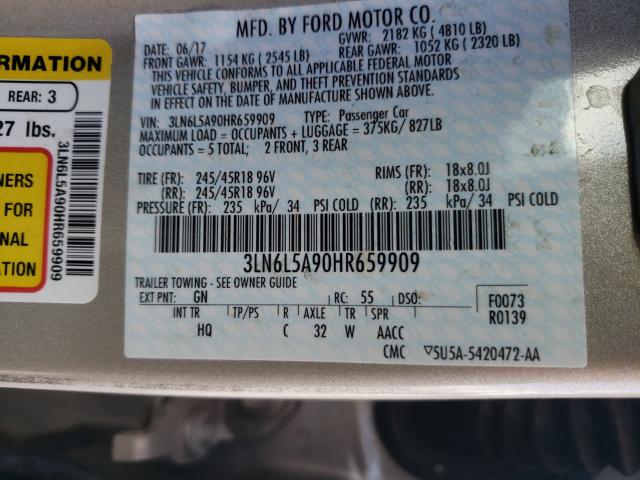 MFD. BY FORD MOTOR CO.
DATE: 06/17
GVWR: 2182 KG ( 4810 LB)
FRONT GAWR: 1154 KG ( 2545 LB)
REAR GAWR: 1052 KG ( 2320 LB)
THIS VEHICLE CONFORMS TO ALL APPLICABLE FEDERAL MOTOR
VEHICLE SAFETY, BUMPER, AND THEFT PREVENTION STANDARDS
IN EFFECT ON THE DATE OF MANUFACTURE SHOWN ABOVE.
VIN: 3LN6L5A90HR659909 TYPE: Passenger Car
MAXIMUM LOAD = OCCUPANTS + LUGGAGE = 375KG/ 827LB
OCCUPANTS = 5 TOTAL: 2 FRONT, 3 REAR
TIRE (FR): 245/45R18 96V RIMS (FR): 18x8.0J
(RR): 245/45R18 96V (RR): 18x8.0J
PRESSURE (FR): 235 kPa/ 34 PSI COLD (RR): 235 kPa/ 34 PSI COLD
3LN6L5A90HR659909
TRAILER TOWING - SEE OWNER GUIDE
EXT PNT: GN RC: 55 DSO:
INT TR TP/PS R AXLE TR SPR
HQ C 32 W AACC
F0073
R0139
CMC ▽5U5A-5420472-AA
ORMATION
REAR: 3
27 lbs.
NERS
FOR
NAL
ATION
3LN6L5A90HR659909